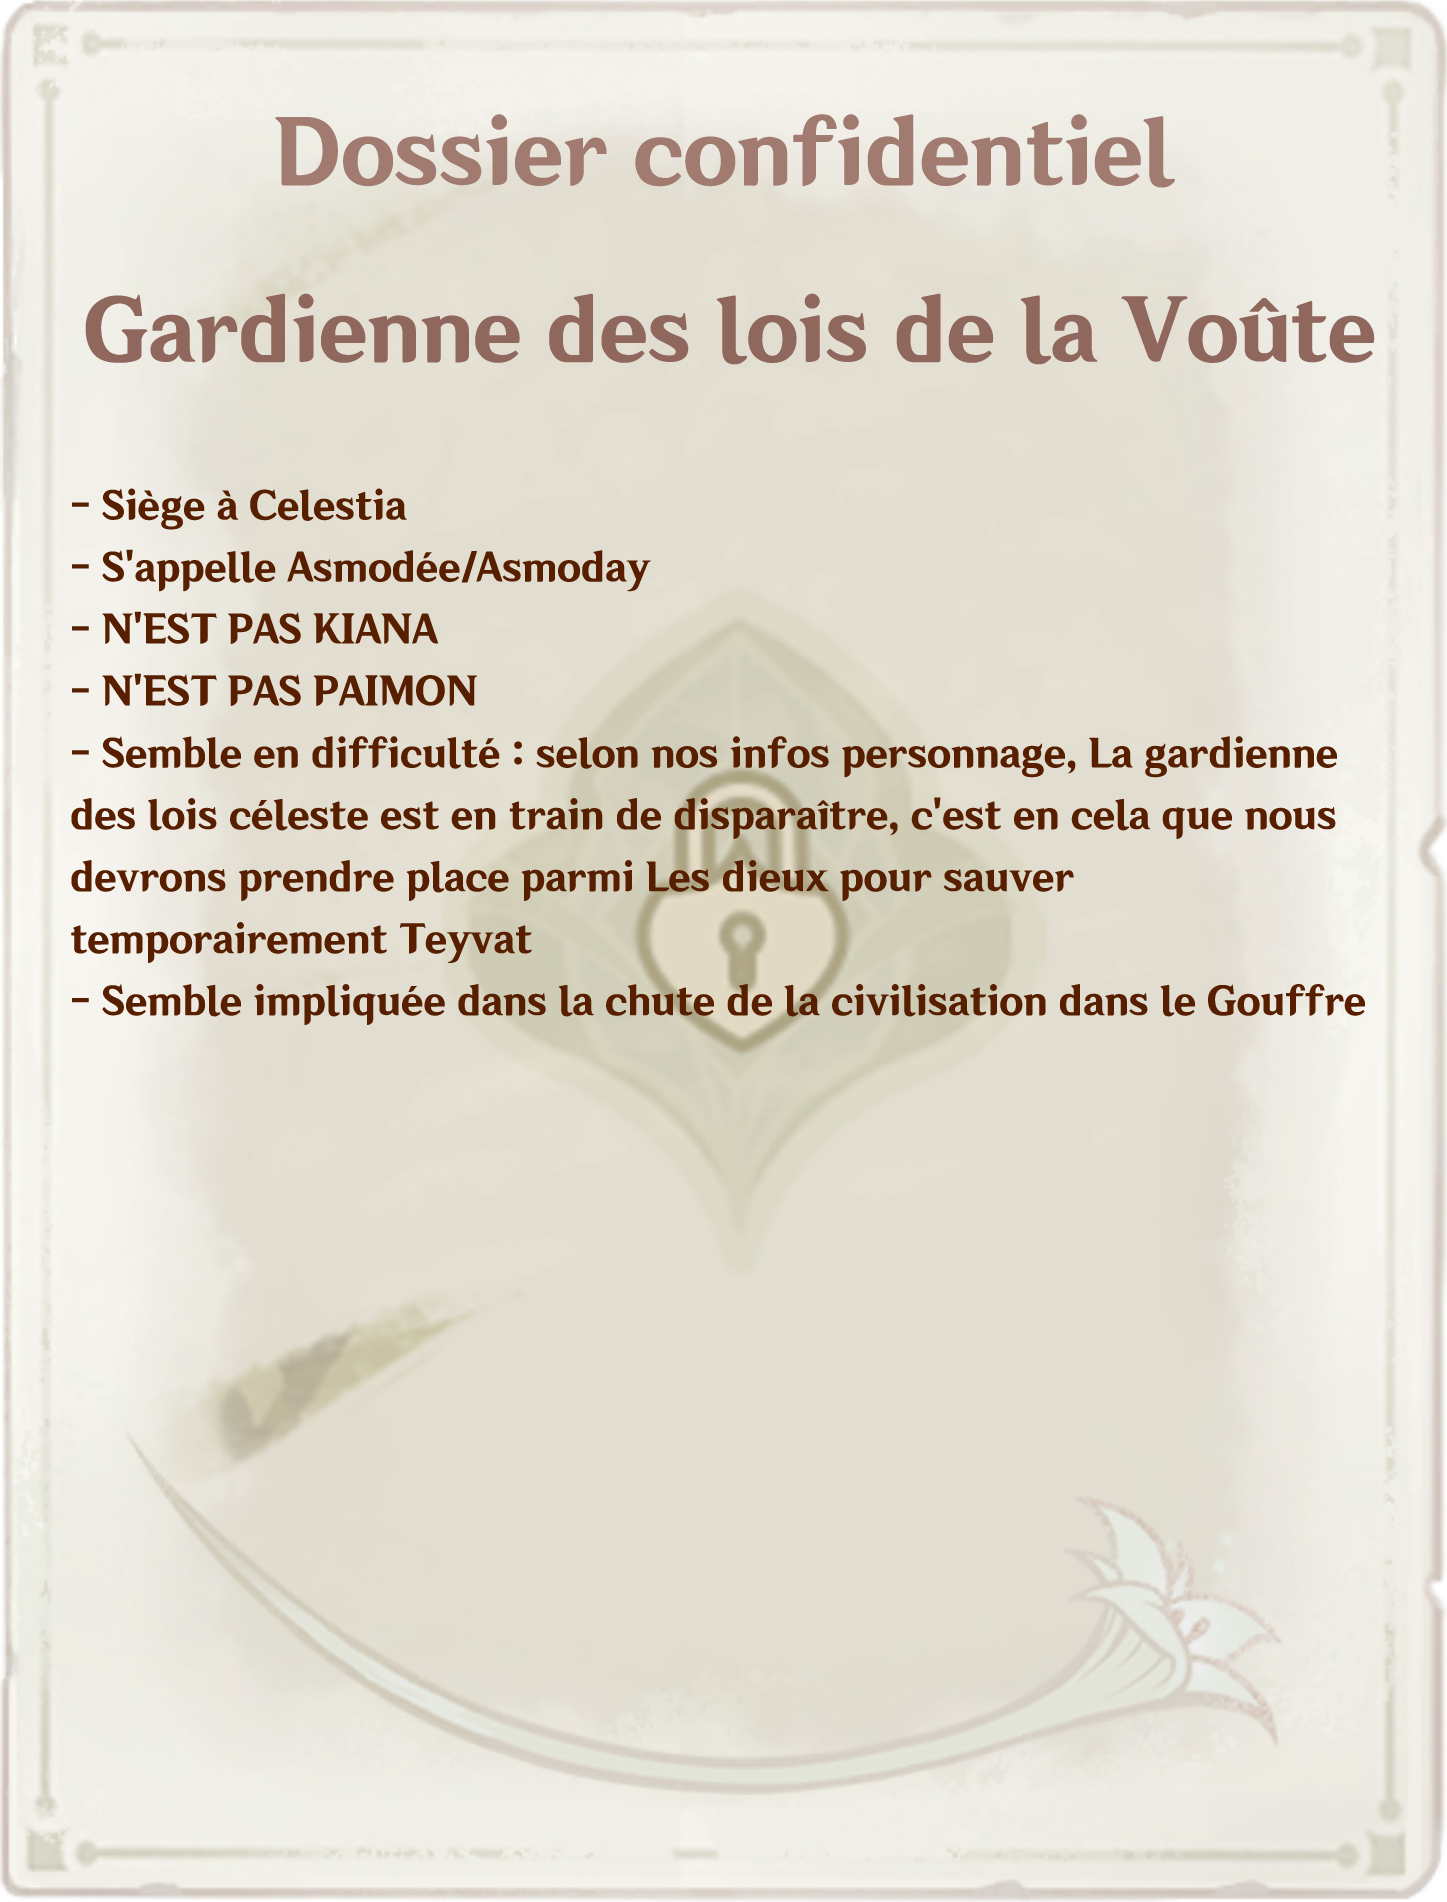 Dossier confidentiel
Gardienne des lois de la Voûte
- Siège à Celestia
- S'appelle Asmodée/Asmoday
- N'EST PAS KIANA
- N'EST PAS PAIMON
- Semble en difficulté : selon nos infos personnage, La gardienne
des lois céleste est en train de disparaître, c'est en cela que nous
devrons prendre place parmi Les dieux pour sauver
temporairement Teyvat
- Semble impliquée dans la chute de la civilisation dans le Gouffre